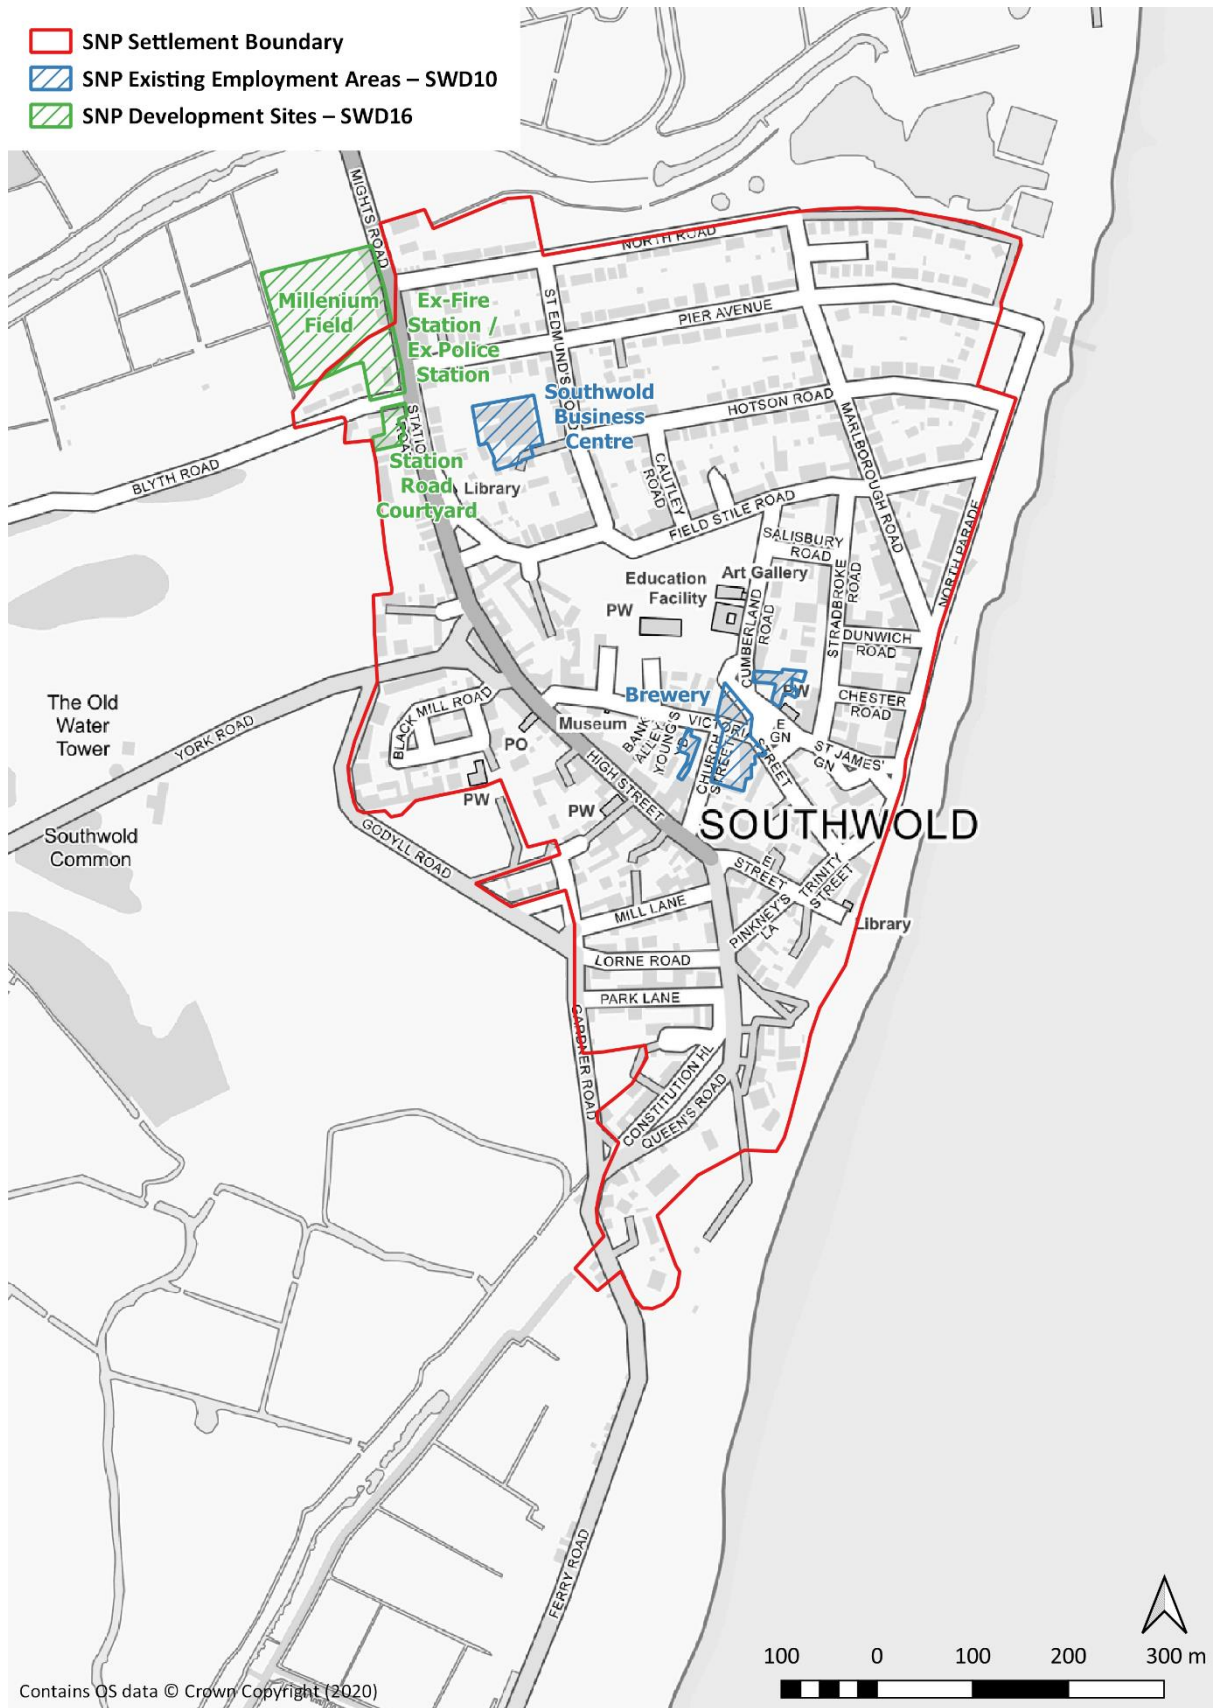 SNP Settlement Boundary
SNP Existing Employment Areas – SWD10
SNP Development Sites – SWD16
MIGHTS ROAD
NORTH ROAD
Millenium
Field
Ex-Fire
Station /
Ex Police
Station
ST EDMUND'S
PIER AVENUE
Southwold
Business
Centre
HOTSON ROAD
MARLBOROUGH ROAD
STATION
ROAD
BLYTH ROAD
Station
Road
Courtyard
Library
CAUTLEY
ROAD
FIELD STILE ROAD
NORTH PARADE
SALISBURY
ROAD
Education
Facility
Art Gallery
PW
CUMBERLAND
ROAD
STRADBROKE
ROAD
DUNWICH
ROAD
CHESTER
ROAD
PW
Brewery
The Old
Water
Tower
YORK ROAD
BLACK MILL ROAD
Museum
PO
BANK
ALLEY
YOUNG'S
CHURCH
STREET
STREET
E
GN
ST JAMES'
GN
HIGH STREET
PW
PW
SOUTHWOLD
Southwold
Common
GODYLL ROAD
E
STREET
TRINITY
STREET
PINKNEY'S
LA
Library
MILL LANE
LORNE ROAD
PARK LANE
GARDNER ROAD
CONSTITUTION HL
QUEEN'S ROAD
FERRY ROAD
100 0 100 200 300 m
Contains OS data © Crown Copyright (2020)